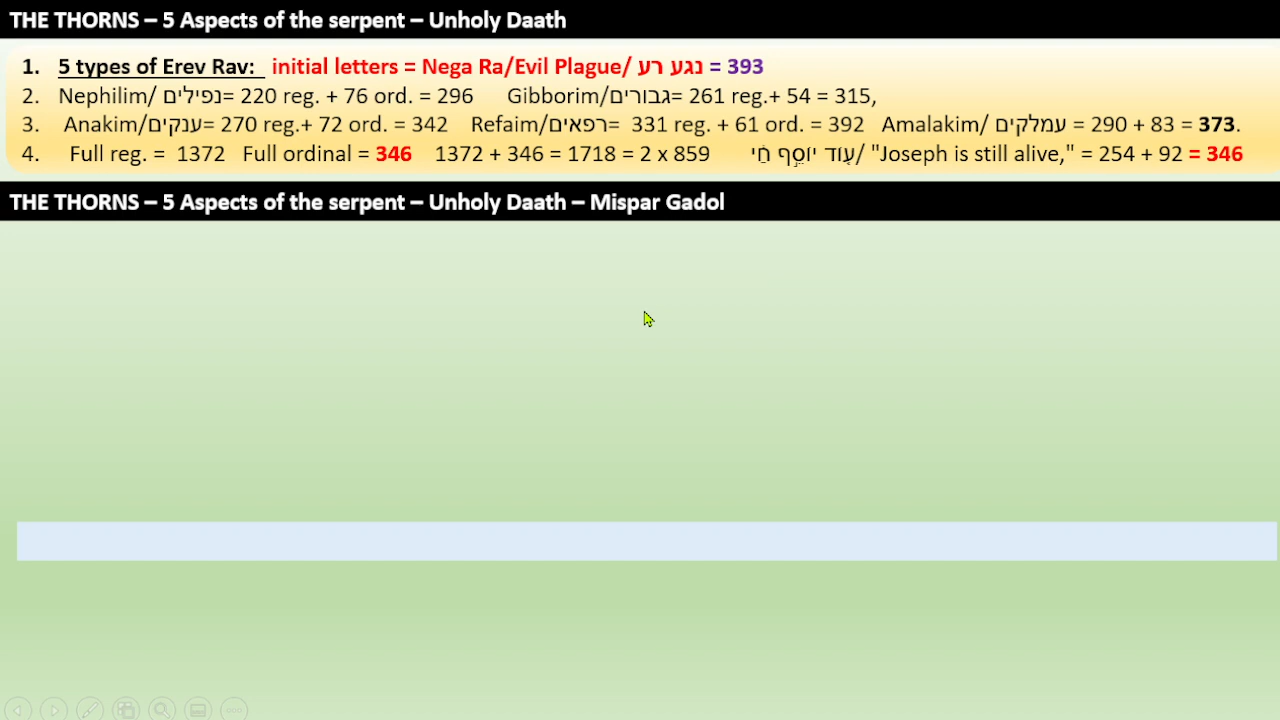 THE THORNS – 5 Aspects of the serpent – Unholy Daath
1. 5 types of Erev Rav: initial letters = Nega Ra/Evil Plague/ נגע רע = 393
2. Nephilim/ נפילים= 220 reg. + 76 ord. = 296 Gibborim/גבורים= 261 reg.+ 54 = 315,
3. Anakim/ענקים= 270 reg.+ 72 ord. = 342 Refaim/רפאים= 331 reg. + 61 ord. = 392 Amalakim/ עמלקים = 290 + 83 = 373.
4. Full reg. = 1372 Full ordinal = 346 1372 + 346 = 1718 = 2 x 859 עוֹד יוֹסֵף חַי/ "Joseph is still alive," = 254 + 92 = 346
THE THORNS – 5 Aspects of the serpent – Unholy Daath – Mispar Gadol